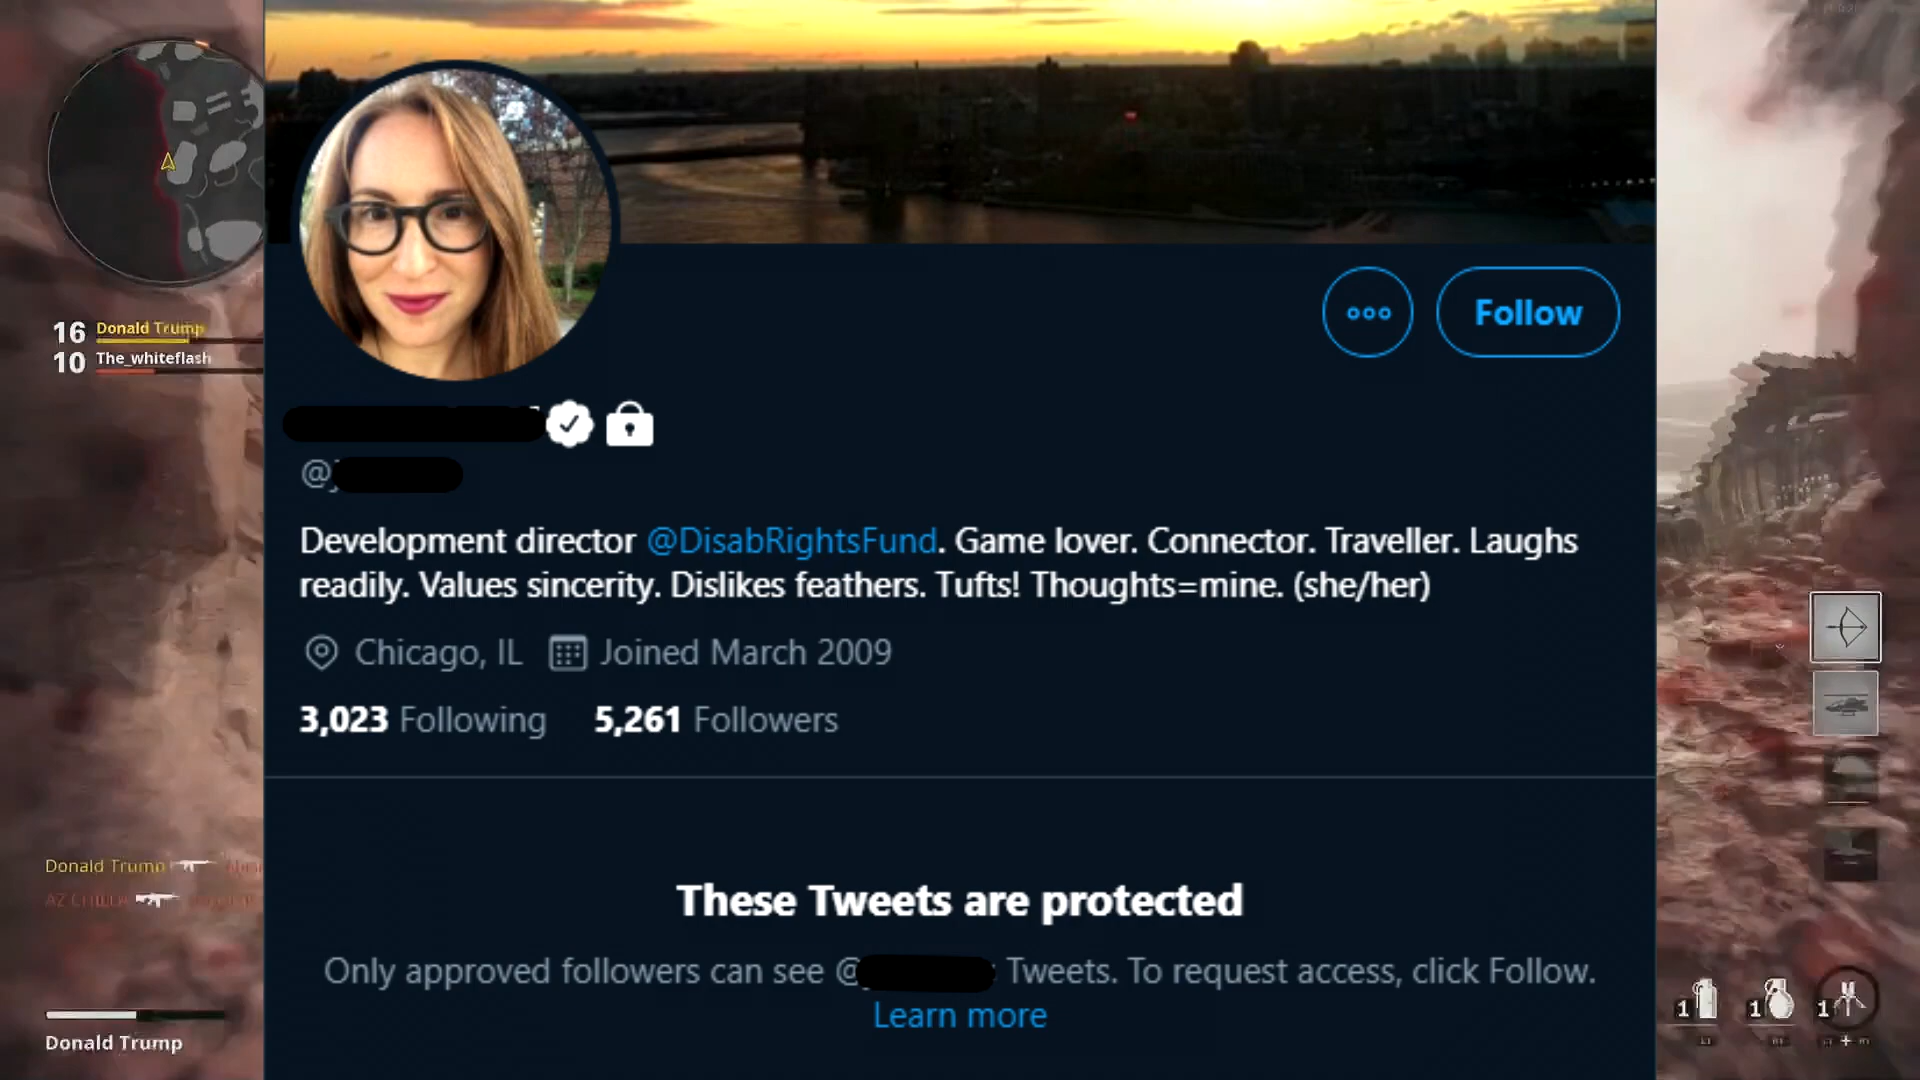 16 Donald Trump
10 The_whiteflash
Follow
@
Development director @DisabRightsFund. Game lover. Connector. Traveller. Laughs
readily. Values sincerity. Dislikes feathers. Tufts! Thoughts=mine. (she/her)
Chicago, IL Joined March 2009
3,023 Following 5,261 Followers
Donald Trump
These Tweets are protected
Only approved followers can see @ Tweets. To request access, click Follow.
Learn more
Donald Trump
1 1 1